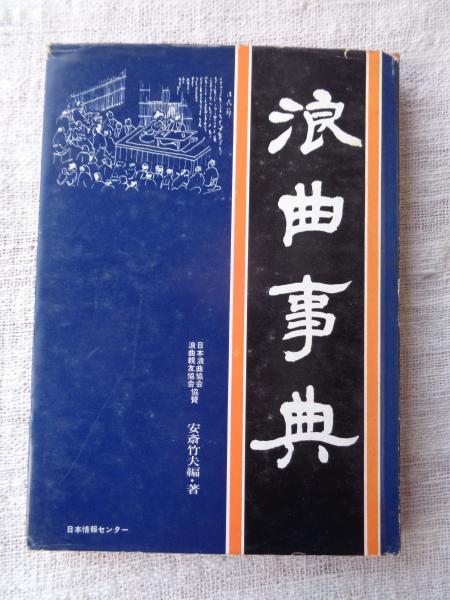 浪曲事典
日本浪曲協会
浪曲親友協会 協賛
安斎竹夫編・著
日本情報センター